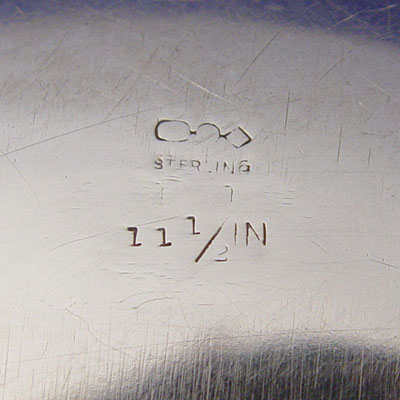 STERLING
11 1/2 IN